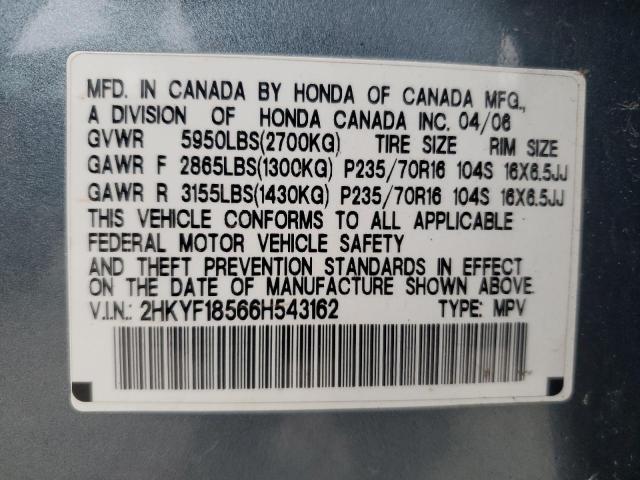 MFD. IN CANADA BY HONDA OF CANADA MFG.,
A DIVISION OF HONDA CANADA INC. 04/06
GVWR 5950LBS(2700KG) TIRE SIZE RIM SIZE
GAWR F 2865LBS(1300KG) P235/70R16 104S 16X6.5JJ
GAWR R 3155LBS(1430KG) P235/70R16 104S 16X6.5JJ
THIS VEHICLE CONFORMS TO ALL APPLICABLE
FEDERAL MOTOR VEHICLE SAFETY
AND THEFT PREVENTION STANDARDS IN EFFECT
ON THE DATE OF MANUFACTURE SHOWN ABOVE.
V.I.N.: 2HKYF18566H543162 TYPE: MPV